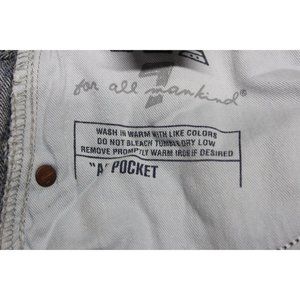 7
for all mankind®
WASH IN WARM WITH LIKE COLORS
DO NOT BLEACH TUMBLE DRY LOW
REMOVE PROMPTLY WARM IRON IF DESIRED
"A" POCKET